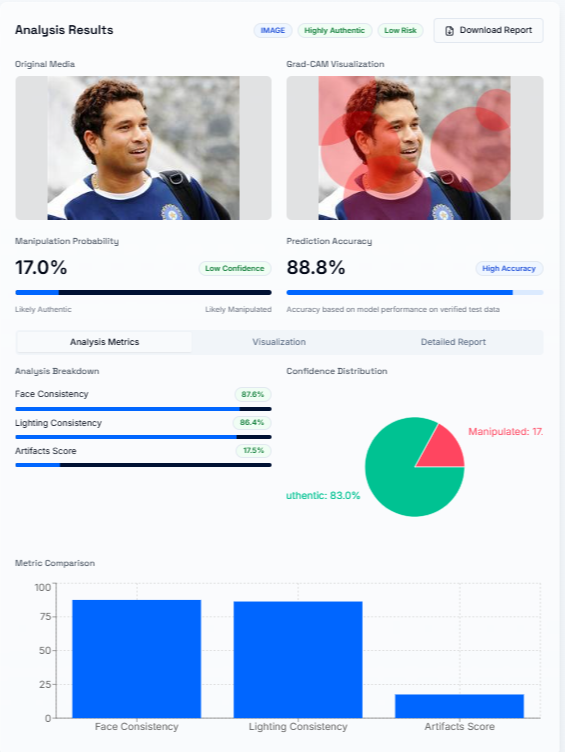 Analysis Results
IMAGE Highly Authentic Low Risk Download Report
Original Media
Grad-CAM Visualization
Manipulation Probability
17.0% Low Confidence
Likely Authentic Likely Manipulated
Prediction Accuracy
88.8% High Accuracy
Accuracy based on model performance on verified test data
Analysis Metrics Visualization Detailed Report
Analysis Breakdown
Face Consistency 87.6%
Lighting Consistency 86.4%
Artifacts Score 17.5%
Confidence Distribution
Manipulated: 17.
uthentic: 83.0%
Metric Comparison
100
75
50
25
0
Face Consistency Lighting Consistency Artifacts Score